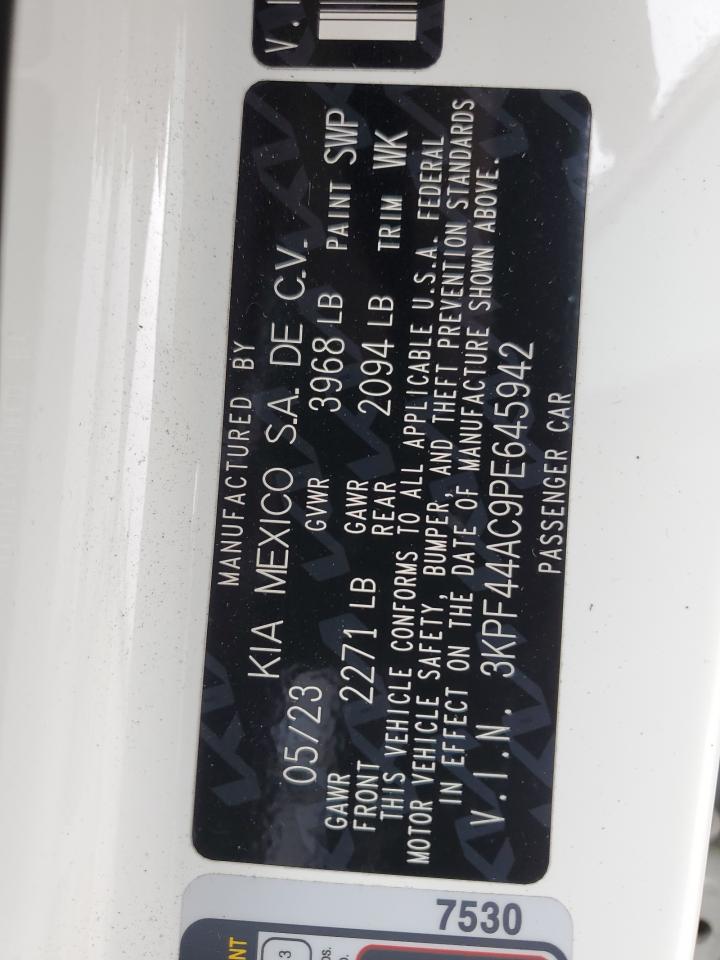 V.I
MANUFACTURED BY
KIA MEXICO S.A. DE C.V.
05/23 GVWR 3968 LB PAINT SWP
GAWR FRONT 2271 LB GAWR REAR 2094 LB TRIM WK
THIS VEHICLE CONFORMS TO ALL APPLICABLE U.S.A. FEDERAL
MOTOR VEHICLE SAFETY, BUMPER, AND THEFT PREVENTION STANDARDS
IN EFFECT ON THE DATE OF MANUFACTURE SHOWN ABOVE.
V.I.N. 3KPF44AC9PE645942
PASSENGER CAR
7530
NT
3